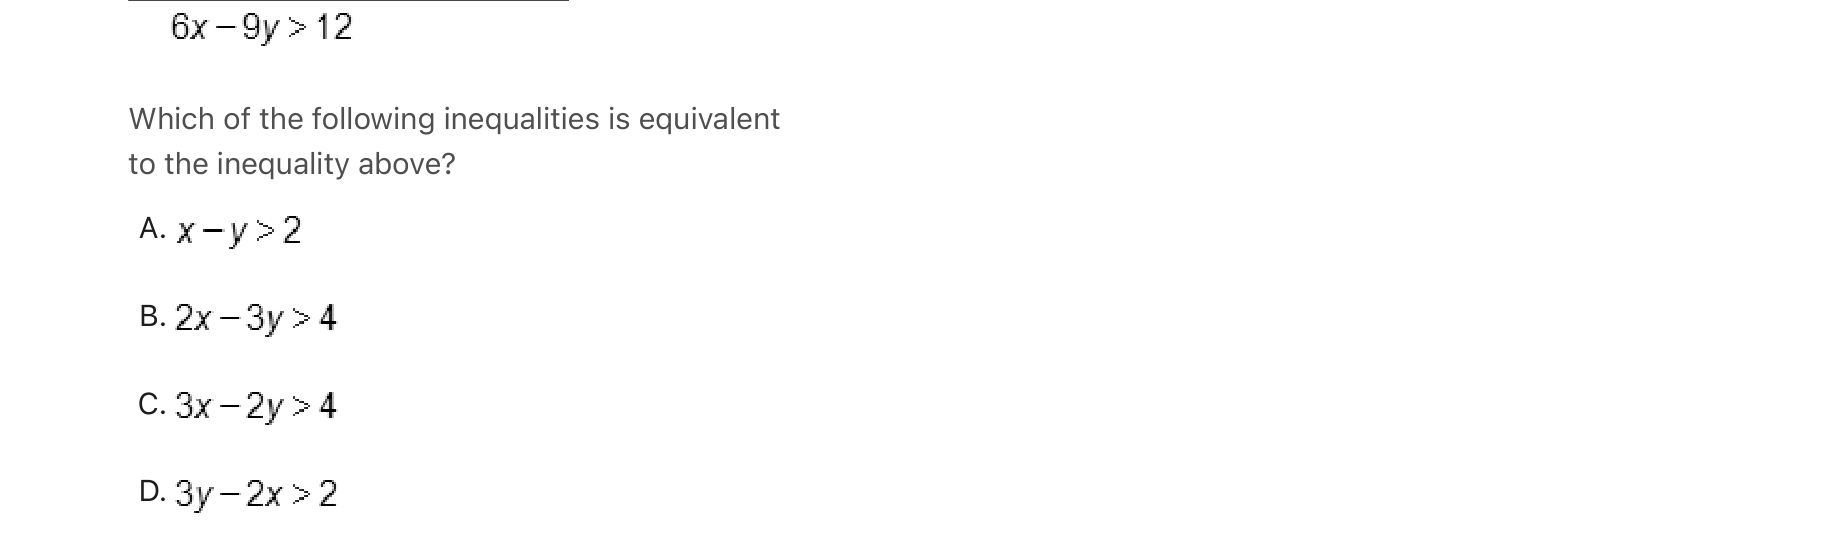 6x – 9y > 12
Which of the following inequalities is equivalent
to the inequality above?
A. x – y > 2
B. 2x – 3y > 4
C. 3x – 2y > 4
D. 3y – 2x > 2